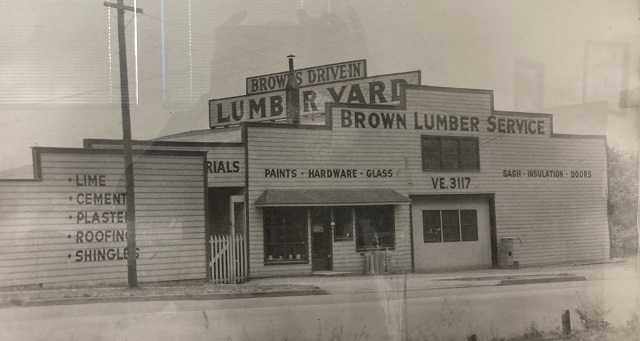 BROWN'S DRIVE IN
LUMBER YARD
BROWN LUMBER SERVICE
RIALS
PAINTS · HARDWARE · GLASS
SASH · INSULATION · DOORS
VE. 3117
• LIME
• CEMENT
• PLASTER
• ROOFING
• SHINGLES